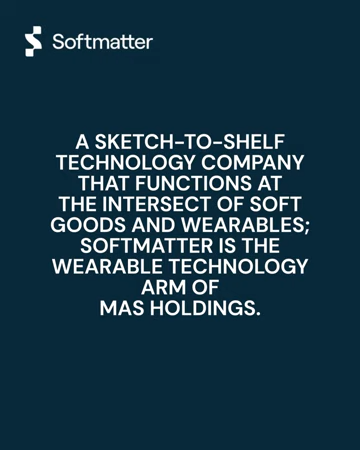 Softmatter
A SKETCH-TO-SHELF
TECHNOLOGY COMPANY
THAT FUNCTIONS AT
THE INTERSECT OF SOFT
GOODS AND WEARABLES;
SOFTMATTER IS THE
WEARABLE TECHNOLOGY
ARM OF
MAS HOLDINGS.